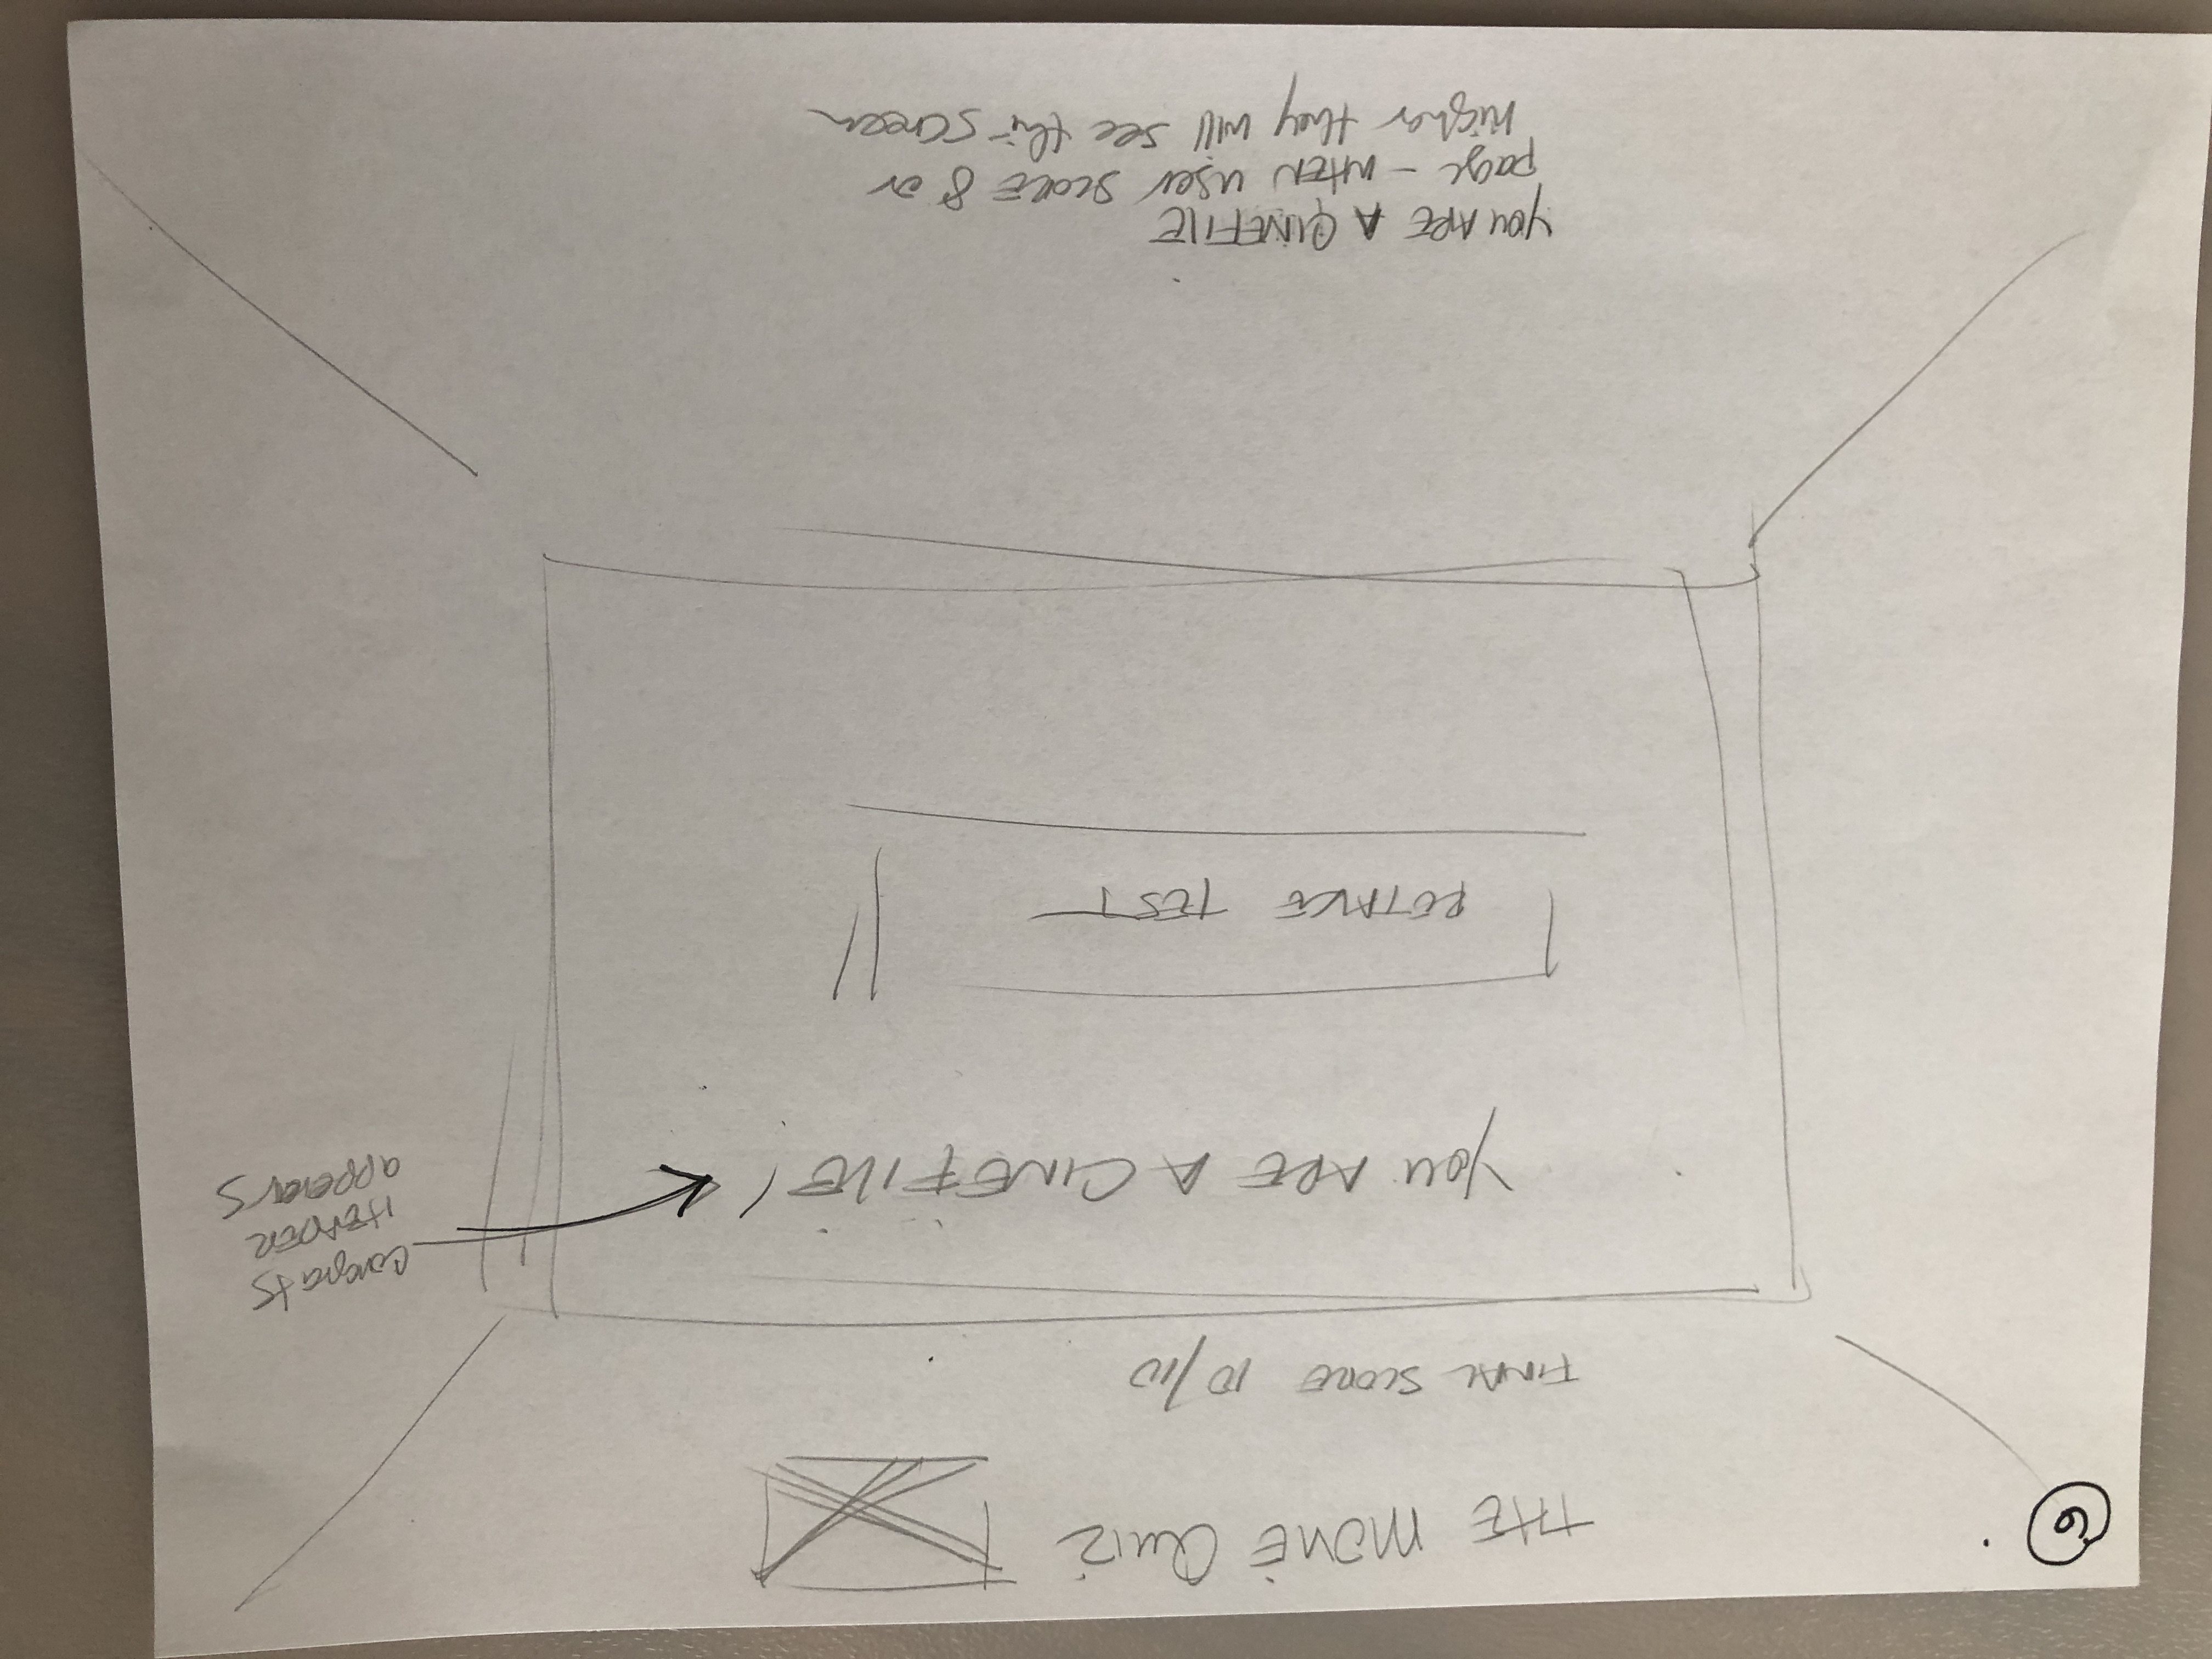 6
THE MOVIE QUIZ
FINAL SCORE 10/10
congrats
HEADER
appears
YOU ARE A CINEFILE!
RETAKE TEST
YOU ARE A CINEFILE
page - WHEN user SCORE 8 or
higher they will see this screen